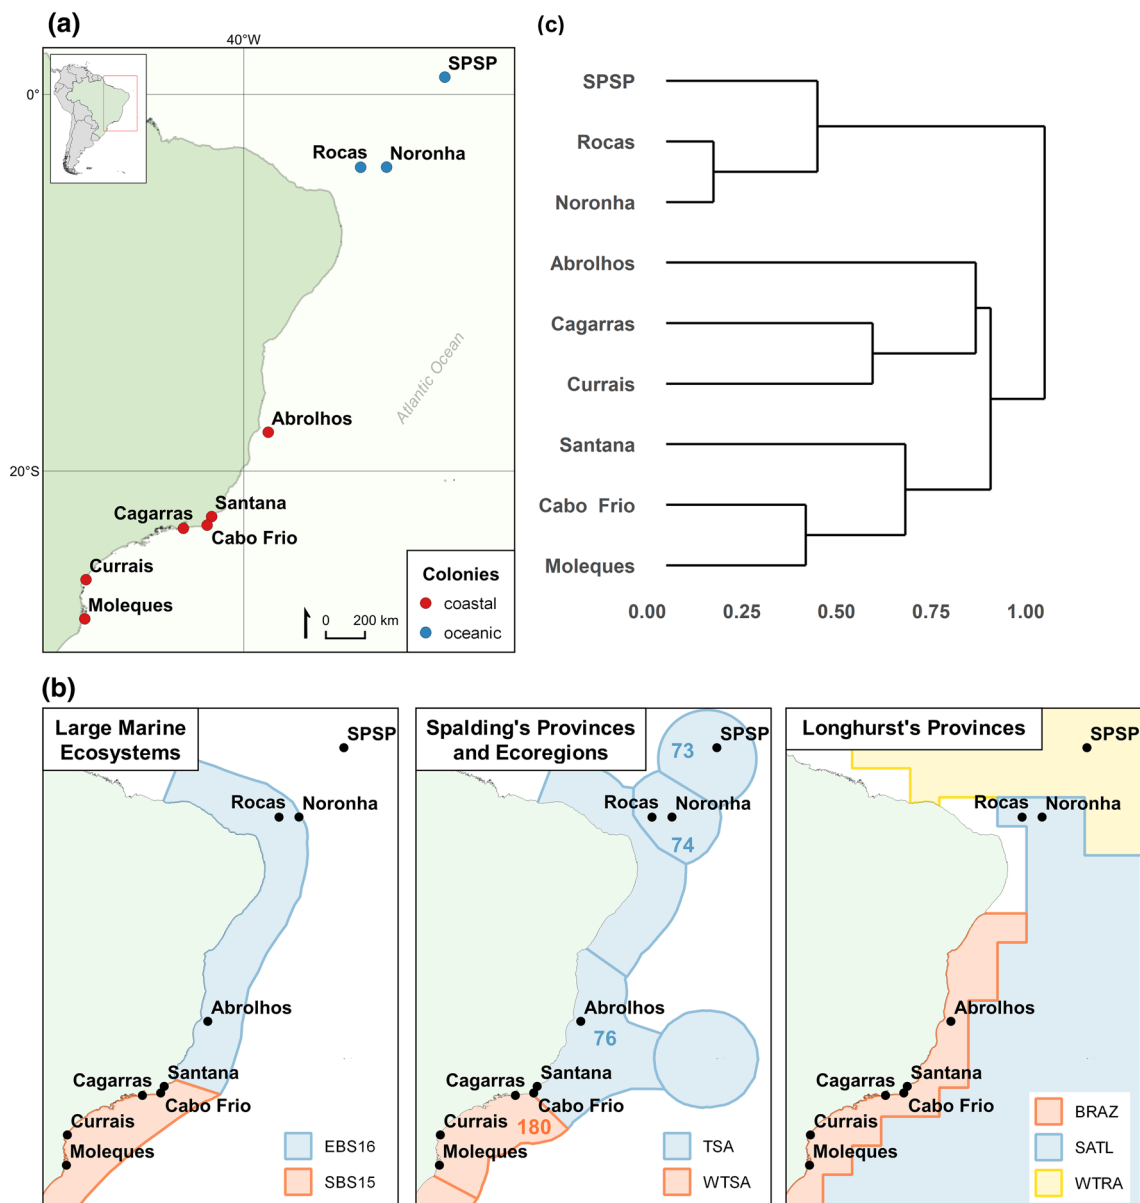 (a)
40°W
SPSP
0°
Rocas
Noronha
Atlantic Ocean
Abrolhos
20°S
Santana
Cagarras
Cabo Frio
Currais
Moleques
0 200 km
Colonies
coastal
oceanic
(c)
SPSP
Rocas
Noronha
Abrolhos
Cagarras
Currais
Santana
Cabo Frio
Moleques
0.00 0.25 0.50 0.75 1.00
(b)
Large Marine
Ecosystems
SPSP
Rocas
Noronha
Abrolhos
Santana
Cagarras
Cabo Frio
Currais
Moleques
EBS16
SBS15
Spalding's Provinces
and Ecoregions
SPSP
73
Rocas
Noronha
74
Abrolhos
76
Santana
Cagarras
Cabo Frio
Currais
180
Moleques
TSA
WTSA
Longhurst's Provinces
SPSP
Rocas
Noronha
Abrolhos
Santana
Cagarras
Cabo Frio
Currais
Moleques
BRAZ
SATL
WTRA